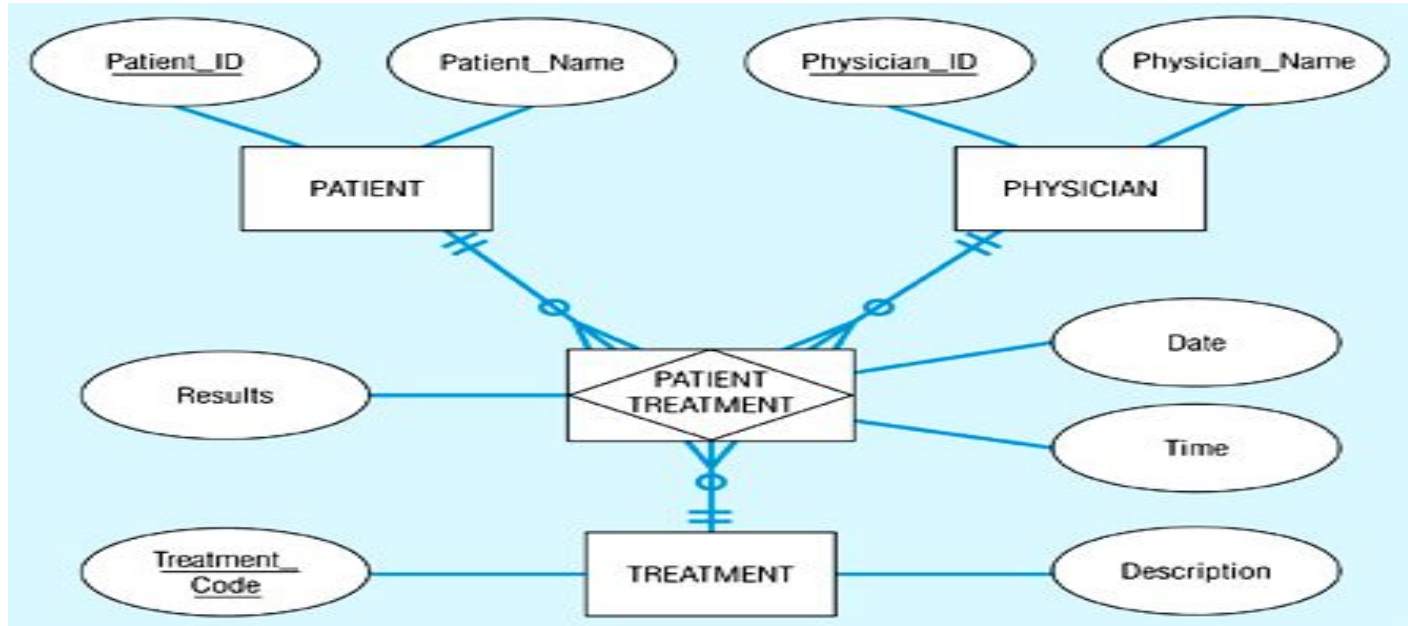 Patient_ID
Patient_Name
Physician_ID
Physician_Name
PATIENT
PHYSICIAN
Date
PATIENT
TREATMENT
Results
Time
Treatment_
Code
TREATMENT
Description